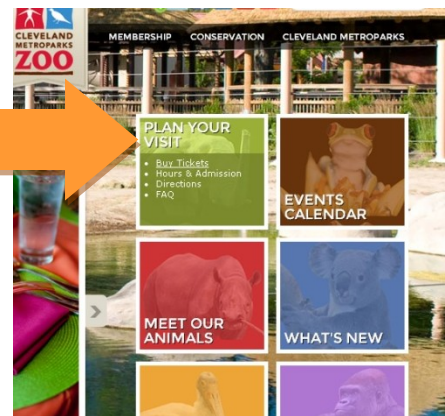 CLEVELAND
METROPARKS
ZOO
MEMBERSHIP CONSERVATION CLEVELAND METROPARKS
PLAN YOUR
VISIT
Buy Tickets
Hours & Admission
Directions
FAQ
EVENTS
CALENDAR
MEET OUR
ANIMALS
WHAT'S NEW